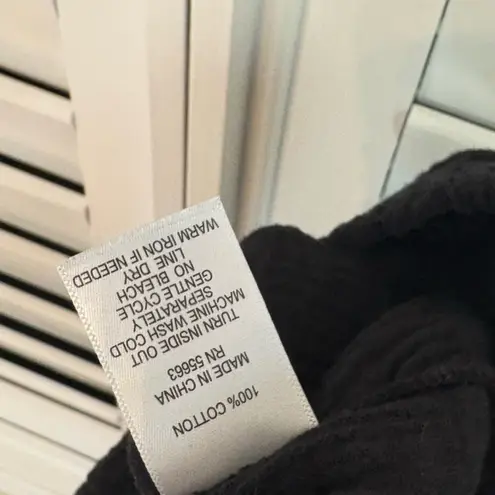 100% COTTON
MADE IN CHINA
RN 55663
TURN INSIDE OUT
MACHINE WASH COLD
SEPARATELY
GENTLE CYCLE
NO BLEACH
LINE DRY
WARM IRON IF NEEDED